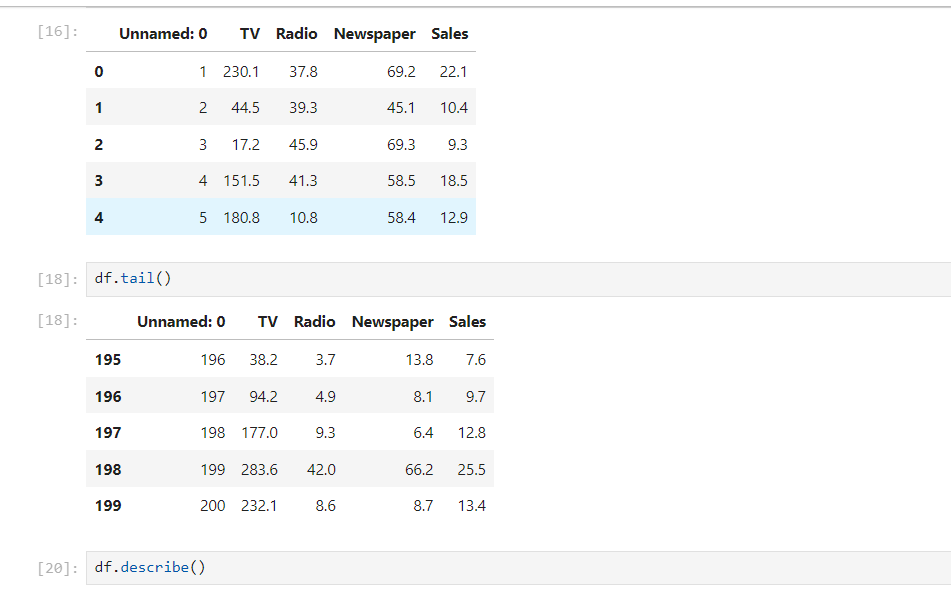 [16]: Unnamed: 0 TV Radio Newspaper Sales
0 1 230.1 37.8 69.2 22.1
1 2 44.5 39.3 45.1 10.4
2 3 17.2 45.9 69.3 9.3
3 4 151.5 41.3 58.5 18.5
4 5 180.8 10.8 58.4 12.9
[18]: df.tail()
[18]: Unnamed: 0 TV Radio Newspaper Sales
195 196 38.2 3.7 13.8 7.6
196 197 94.2 4.9 8.1 9.7
197 198 177.0 9.3 6.4 12.8
198 199 283.6 42.0 66.2 25.5
199 200 232.1 8.6 8.7 13.4
[20]: df.describe()